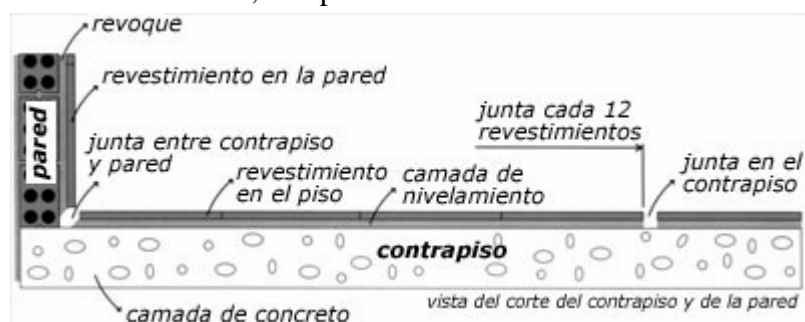 revoque
revestimiento en la pared
pared
junta cada 12
revestimientos
junta entre contrapiso
y pared
junta en el
contrapiso
revestimiento
en el piso
camada de
nivelamiento
contrapiso
camada de concreto
vista del corte del contrapiso y de la pared